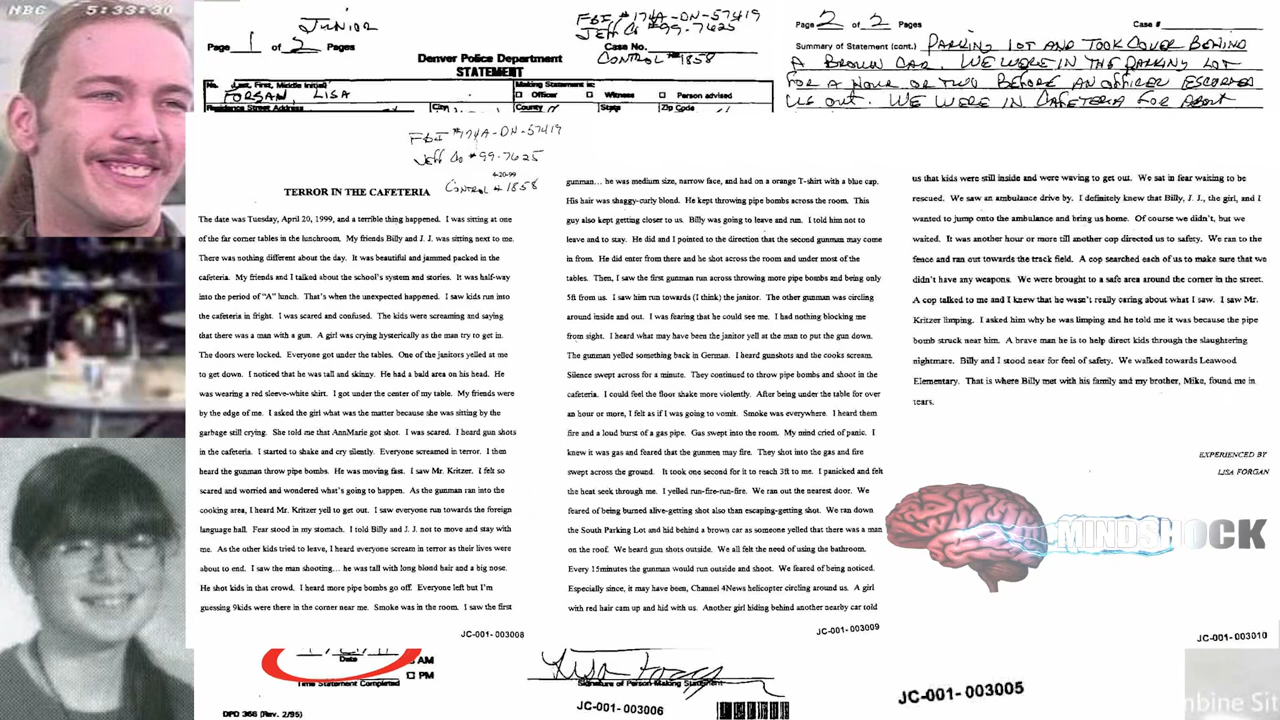 NBC 5:33:30
JUNIOR
Page 1 of 2 Pages
FBI #174A-DN-57419
Jeff Co #99-7625
Case No.
CONTROL #1858
Denver Police Department
STATEMENT
No. Last, First, Middle Initial
Making Statement is:
FORGAN LISA
Officer Witness Person advised
Residence Street Address City County State Zip Code
Page 2 of 2 Pages Case #
Summary of Statement (cont.) PARKING LOT AND TOOK COVER BEHIND
A BROWN CAR. WE WERE IN THE PARKING LOT
FOR A HOUR OR TWO BEFORE AN OFFICER ESCORTED
US OUT. WE WERE IN CAFETERIA FOR ABOUT
FBI #174A-DN-57419
Jeff Co #99-7625
4-20-99
CONTROL #1858
TERROR IN THE CAFETERIA
The date was Tuesday, April 20, 1999, and a terrible thing happened. I was sitting at one
of the far corner tables in the lunchroom. My friends Billy and J. J. was sitting next to me.
There was nothing different about the day. It was beautiful and jammed packed in the
cafeteria. My friends and I talked about the school's system and stories. It was half-way
into the period of "A" lunch. That's when the unexpected happened. I saw kids run into
the cafeteria in fright. I was scared and confused. The kids were screaming and saying
that there was a man with a gun. A girl was crying hysterically as the man try to get in.
The doors were locked. Everyone got under the tables. One of the janitors yelled at me
to get down. I noticed that he was tall and skinny. He had a bald area on his head. He
was wearing a red sleeve-white shirt. I got under the center of my table. My friends were
by the edge of me. I asked the girl what was the matter because she was sitting by the
garbage still crying. She told me that AnnMarie got shot. I was scared. I heard gun shots
in the cafeteria. I started to shake and cry silently. Everyone screamed in terror. I then
heard the gunman throw pipe bombs. He was moving fast. I saw Mr. Kritzer. I felt so
scared and worried and wondered what's going to happen. As the gunman ran into the
cooking area, I heard Mr. Kritzer yell to get out. I saw everyone run towards the foreign
language hall. Fear stood in my stomach. I told Billy and J. J. not to move and stay with
me. As the other kids tried to leave, I heard everyone scream in terror as their lives were
about to end. I saw the man shooting... he was tall with long blond hair and a big nose.
He shot kids in that crowd. I heard more pipe bombs go off. Everyone left but I'm
guessing 9kids were there in the corner near me. Smoke was in the room. I saw the first
JC-001-003008
gunman... he was medium size, narrow face, and had on a orange T-shirt with a blue cap.
His hair was shaggy-curly blond. He kept throwing pipe bombs across the room. This
guy also kept getting closer to us. Billy was going to leave and run. I told him not to
leave and to stay. He did and I pointed to the direction that the second gunman may come
in from. He did enter from there and he shot across the room and under most of the
tables. Then, I saw the first gunman run across throwing more pipe bombs and being only
5ft from us. I saw him run towards (I think) the janitor. The other gunman was circling
around inside and out. I was fearing that he could see me. I had nothing blocking me
from sight. I heard what may have been the janitor yell at the man to put the gun down.
The gunman yelled something back in German. I heard gunshots and the cooks scream.
Silence swept across for a minute. They continued to throw pipe bombs and shoot in the
cafeteria. I could feel the floor shake more violently. After being under the table for over
an hour or more, I felt as if I was going to vomit. Smoke was everywhere. I heard them
fire and a loud burst of a gas pipe. Gas swept into the room. My mind cried of panic. I
knew it was gas and feared that the gunmen may fire. They shot into the gas and fire
swept across the ground. It took one second for it to reach 3ft to me. I panicked and felt
the heat seek through me. I yelled run-fire-run-fire. We ran out the nearest door. We
feared of being burned alive-getting shot also than escaping-getting shot. We ran down
the South Parking Lot and hid behind a brown car as someone yelled that there was a man
on the roof. We heard gun shots outside. We all felt the need of using the bathroom.
Every 15minutes the gunman would run outside and shoot. We feared of being noticed.
Especially since, it may have been, Channel 4News helicopter circling around us. A girl
with red hair cam up and hid with us. Another girl hiding behind another nearby car told
JC-001-003009
us that kids were still inside and were waving to get out. We sat in fear waiting to be
rescued. We saw an ambulance drive by. I definitely knew that Billy, J. J., the girl, and I
wanted to jump onto the ambulance and bring us home. Of course we didn't, but we
waited. It was another hour or more till another cop directed us to safety. We ran to the
fence and ran out towards the track field. A cop searched each of us to make sure that we
didn't have any weapons. We were brought to a safe area around the corner in the street.
A cop talked to me and I knew that he wasn't really caring about what I saw. I saw Mr.
Kritzer limping. I asked him why he was limping and he told me it was because the pipe
bomb struck near him. A brave man he is to help direct kids through the slaughtering
nightmare. Billy and I stood near for feel of safety. We walked towards Leawood
Elementary. That is where Billy met with his family and my brother, Mike, found me in
tears.
EXPERIENCED BY
LISA FORGAN
MINDSHOCK
JC-001-003010
Date AM
PM
Time Statement Completed
DPD 366 (Rev. 2/95)
Lisa Forgan
Signature of Person Making Statement
JC-001-003006
JC-001-003005
mbine Sit